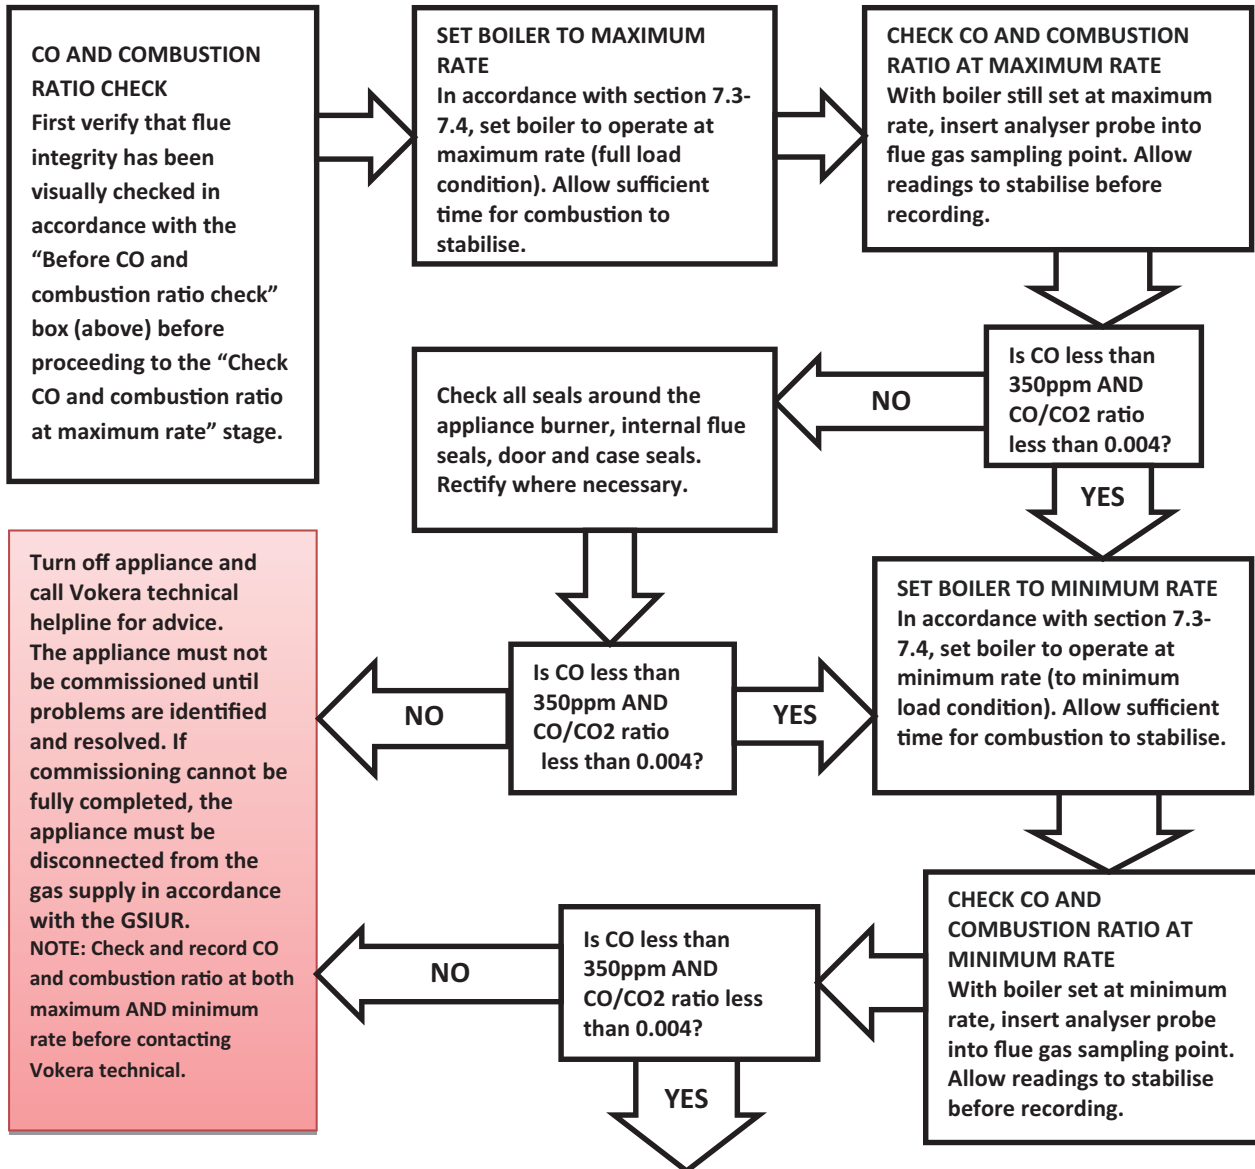 CO AND COMBUSTION
RATIO CHECK
First verify that flue
integrity has been
visually checked in
accordance with the
“Before CO and
combustion ratio check”
box (above) before
proceeding to the “Check
CO and combustion ratio
at maximum rate” stage.
SET BOILER TO MAXIMUM
RATE
In accordance with section 7.3-
7.4, set boiler to operate at
maximum rate (full load
condition). Allow sufficient
time for combustion to
stabilise.
CHECK CO AND COMBUSTION
RATIO AT MAXIMUM RATE
With boiler still set at maximum
rate, insert analyser probe into
flue gas sampling point. Allow
readings to stabilise before
recording.
Is CO less than
350ppm AND
CO/CO2 ratio
less than 0.004?
NO
YES
Check all seals around the
appliance burner, internal flue
seals, door and case seals.
Rectify where necessary.
Is CO less than
350ppm AND
CO/CO2 ratio
less than 0.004?
NO
YES
SET BOILER TO MINIMUM RATE
In accordance with section 7.3-
7.4, set boiler to operate at
minimum rate (to minimum
load condition). Allow sufficient
time for combustion to stabilise.
CHECK CO AND
COMBUSTION RATIO AT
MINIMUM RATE
With boiler set at minimum
rate, insert analyser probe
into flue gas sampling point.
Allow readings to stabilise
before recording.
Is CO less than
350ppm AND
CO/CO2 ratio less
than 0.004?
NO
YES
Turn off appliance and
call Vokera technical
helpline for advice.
The appliance must not
be commissioned until
problems are identified
and resolved. If
commissioning cannot be
fully completed, the
appliance must be
disconnected from the
gas supply in accordance
with the GSIUR.
NOTE: Check and record CO
and combustion ratio at both
maximum AND minimum
rate before contacting
Vokera technical.